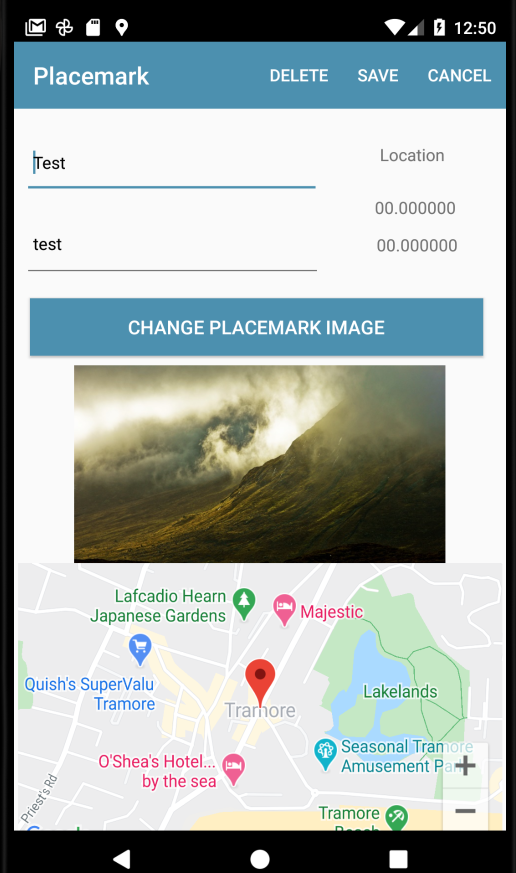 12:50
Placemark
DELETE
SAVE
CANCEL
Test
Location
00.000000
test
00.000000
CHANGE PLACEMARK IMAGE
Lafcadio Hearn
Japanese Gardens
Majestic
Quish's SuperValu
Tramore
Lakelands
Tramore
O'Shea's Hotel...
by the sea
Seasonal Tramore
Amusement Park
Priest's Rd
Tramore
Beach